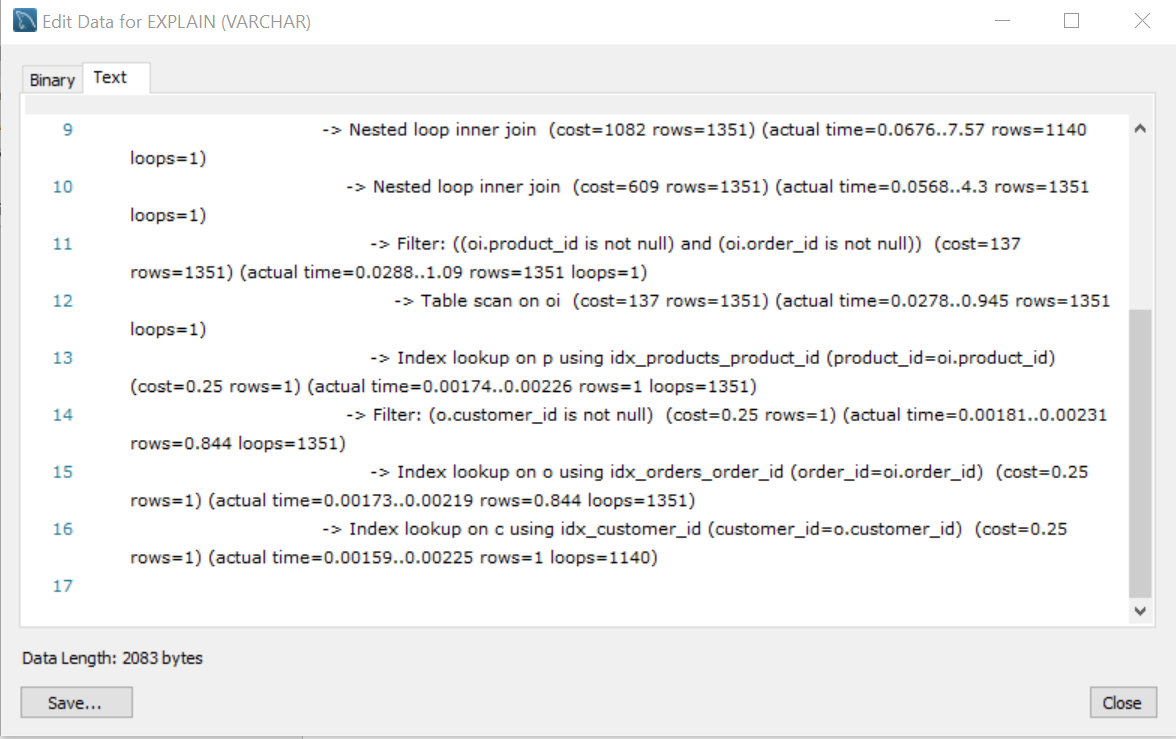 Edit Data for EXPLAIN (VARCHAR)
Binary Text
9 -> Nested loop inner join (cost=1082 rows=1351) (actual time=0.0676..7.57 rows=1140
loops=1)
10 -> Nested loop inner join (cost=609 rows=1351) (actual time=0.0568..4.3 rows=1351
loops=1)
11 -> Filter: ((oi.product_id is not null) and (oi.order_id is not null)) (cost=137
rows=1351) (actual time=0.0288..1.09 rows=1351 loops=1)
12 -> Table scan on oi (cost=137 rows=1351) (actual time=0.0278..0.945 rows=1351
loops=1)
13 -> Index lookup on p using idx_products_product_id (product_id=oi.product_id)
(cost=0.25 rows=1) (actual time=0.00174..0.00226 rows=1 loops=1351)
14 -> Filter: (o.customer_id is not null) (cost=0.25 rows=1) (actual time=0.00181..0.00231
rows=0.844 loops=1351)
15 -> Index lookup on o using idx_orders_order_id (order_id=oi.order_id) (cost=0.25
rows=1) (actual time=0.00173..0.00219 rows=0.844 loops=1351)
16 -> Index lookup on c using idx_customer_id (customer_id=o.customer_id) (cost=0.25
rows=1) (actual time=0.00159..0.00225 rows=1 loops=1140)
17
Data Length: 2083 bytes
Save... Close